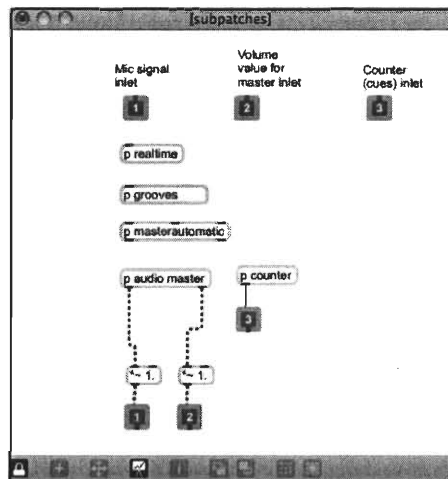 [subpatches]
Mic signal
inlet
Volume
value for
master inlet
Counter
(cues) inlet
1
2
3
p realtime
p grooves
p masterautomatic
p audio master
p counter
3
*~ 1.
*~ 1.
1
2